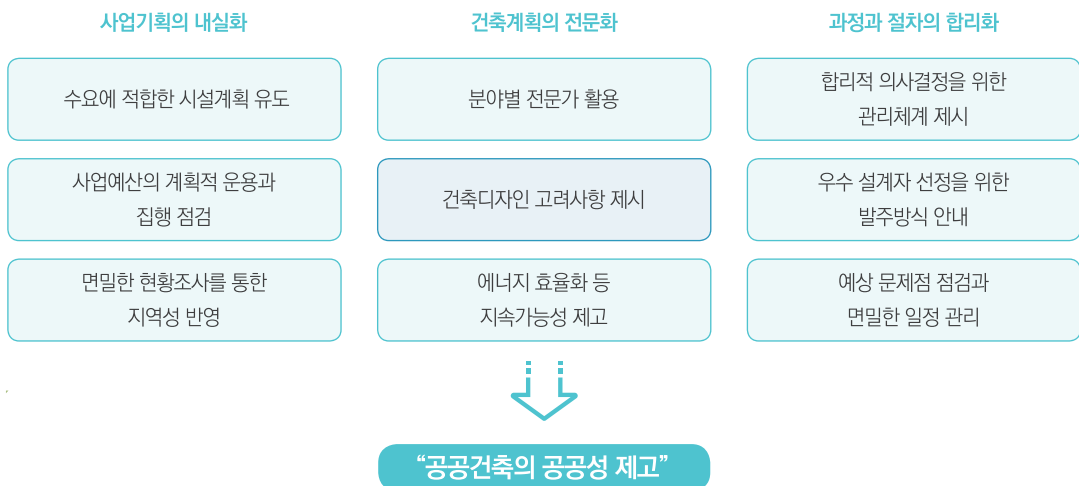 사업기획의 내실화
수요에 적합한 시설계획 유도
사업예산의 계획적 운용과
집행 점검
면밀한 현황조사를 통한
지역성 반영
건축계획의 전문화
분야별 전문가 활용
건축디자인 고려사항 제시
에너지 효율화 등
지속가능성 제고
과정과 절차의 합리화
합리적 의사결정을 위한
관리체계 제시
우수 설계자 선정을 위한
발주방식 안내
예상 문제점 점검과
면밀한 일정 관리
“공공건축의 공공성 제고”